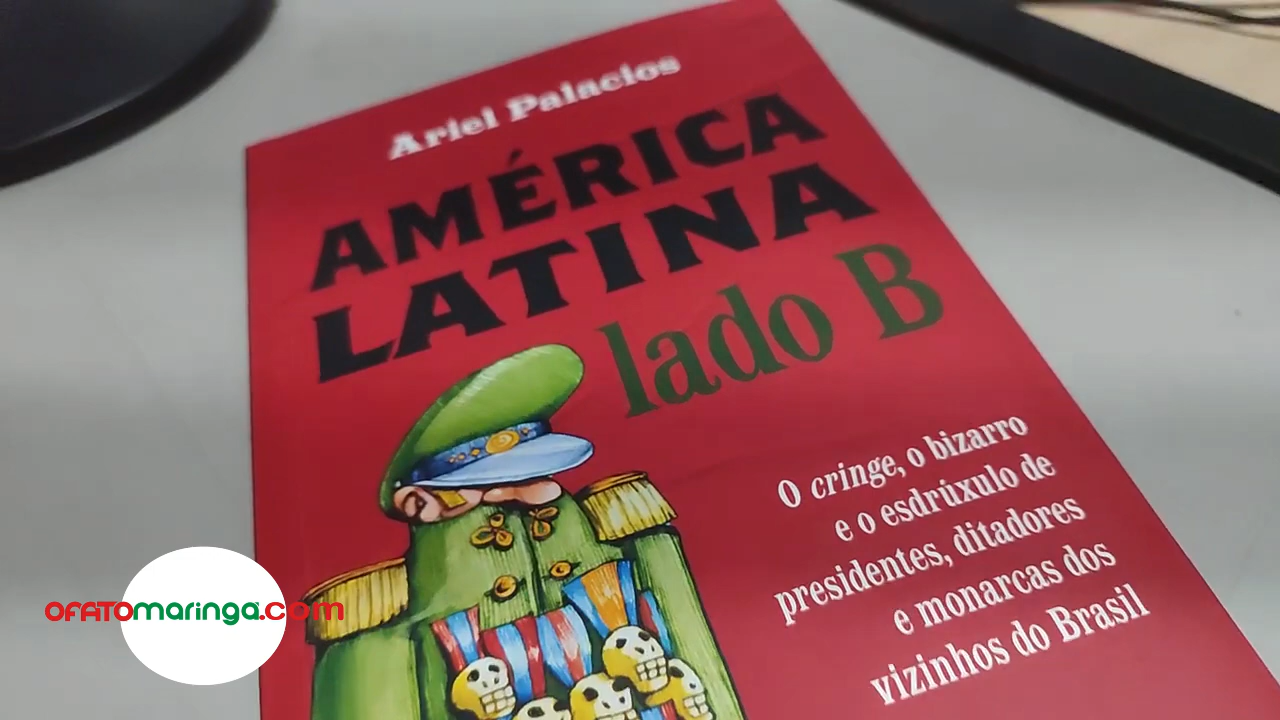 Ariel Palacios
AMÉRICA
LATINA
lado B
O cringe, o bizarro
e o esdrúxulo de
presidentes, ditadores
e monarcas dos
vizinhos do Brasil
OFATOmaringa.com